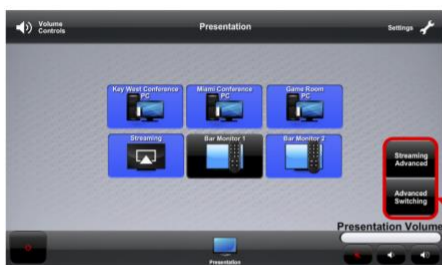 Volume
Controls
Presentation
Settings
Key West Conference
PC
Miami Conference
PC
Game Room
PC
Streaming
Bar Monitor 1
Bar Monitor 2
Streaming
Advanced
Advanced
Switching
Presentation Volume
Presentation